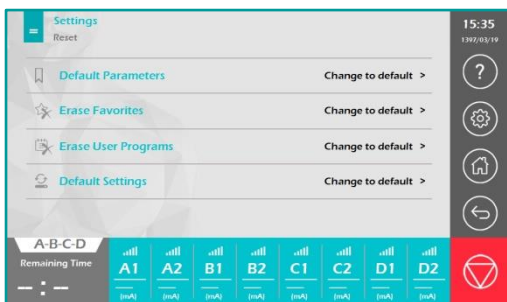 Settings
Reset
15:35
1397/03/19
Default Parameters Change to default >
Erase Favorites Change to default >
Erase User Programs Change to default >
Default Settings Change to default >
?
A-B-C-D
Remaining Time
--:--
A1 A2 B1 B2 C1 C2 D1 D2
(mA) (mA) (mA) (mA) (mA) (mA) (mA) (mA)